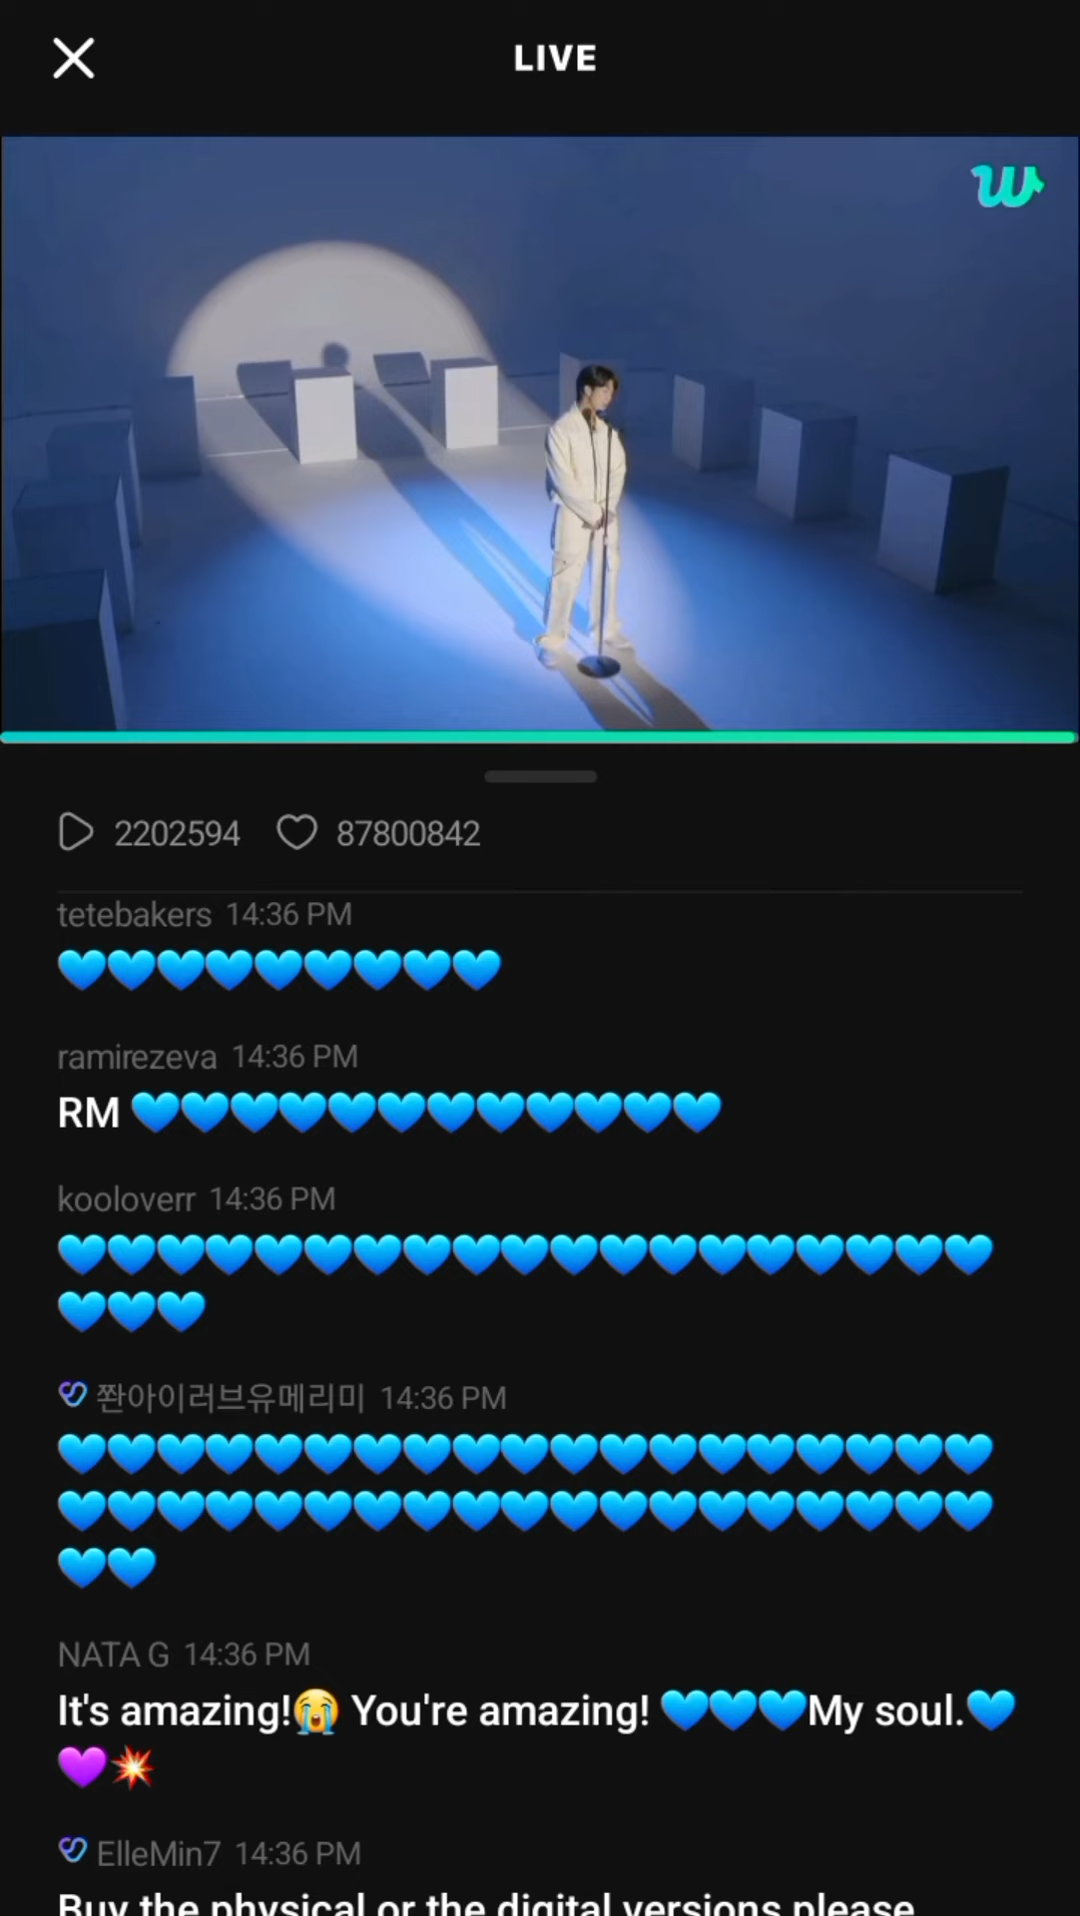 LIVE
w
2202594 87800842
tetebakers 14:36 PM
💙💙💙💙💙💙💙💙💙
ramirezeva 14:36 PM
RM 💙💙💙💙💙💙💙💙💙💙💙💙
kooloverr 14:36 PM
💙💙💙💙💙💙💙💙💙💙💙💙💙💙💙💙💙💙💙
💙💙💙
쫜아이러브유메리미 14:36 PM
💙💙💙💙💙💙💙💙💙💙💙💙💙💙💙💙💙💙💙
💙💙💙💙💙💙💙💙💙💙💙💙💙💙💙💙💙💙💙
💙💙
NATA G 14:36 PM
It's amazing!😭 You're amazing! 💙💙💙My soul.💙
💜💥
ElleMin7 14:36 PM
Buy the physical or the digital versions please